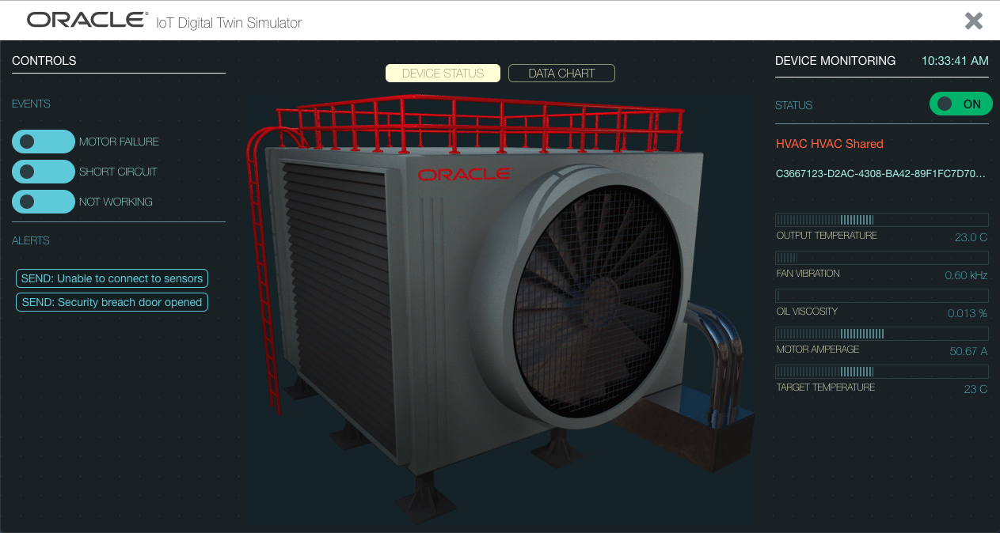 ORACLE® IoT Digital Twin Simulator
CONTROLS
EVENTS
MOTOR FAILURE
SHORT CIRCUIT
NOT WORKING
ALERTS
SEND: Unable to connect to sensors
SEND: Security breach door opened
DEVICE STATUS
DATA CHART
ORACLE
DEVICE MONITORING 10:33:41 AM
STATUS ON
HVAC HVAC Shared
C3667123-D2AC-4308-BA42-89F1FC7D70...
OUTPUT TEMPERATURE 23.0 C
FAN VIBRATION 0.60 kHz
OIL VISCOSITY 0.013 %
MOTOR AMPERAGE 50.67 A
TARGET TEMPERATURE 23 C